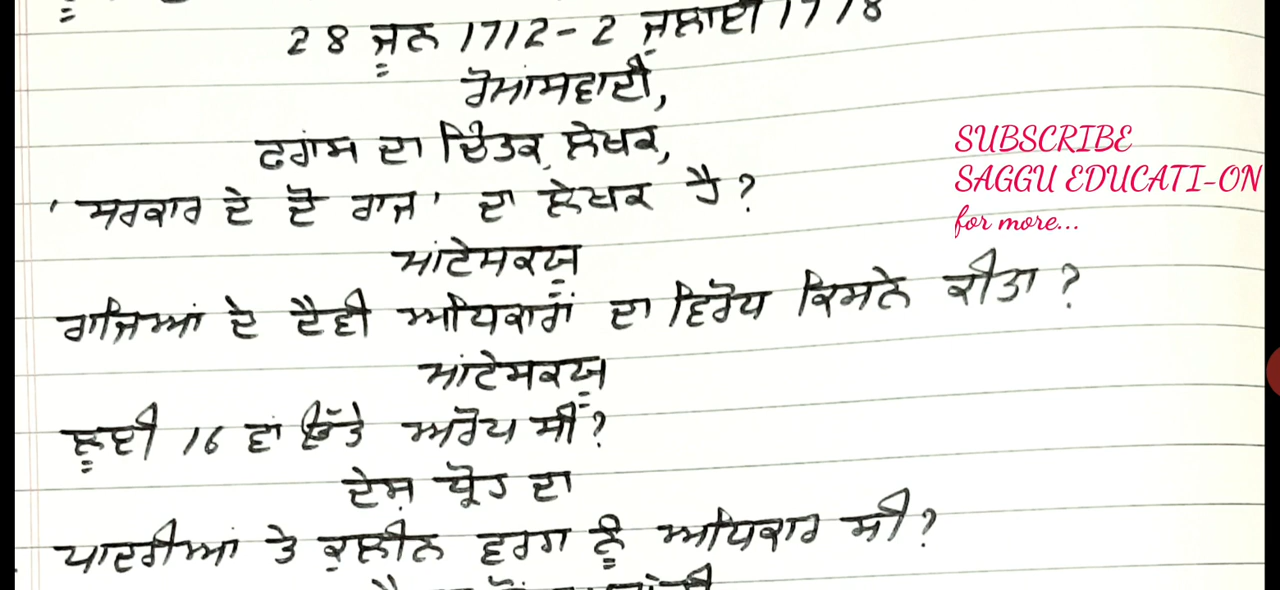 28 ਜੂਨ 1712-2 ਜੁਲਾਈ 1778
ਰੋਮਾਂਸਵਾਦੀ,
ਫਰਾਂਸ ਦਾ ਚਿੰਤਕ, ਲੇਖਕ,
'ਸਰਕਾਰ ਦੇ ਦੋ ਰਾਜ' ਦਾ ਲੇਖਕ ਹੈ?
ਮਾਂਟੇਸਕਯੂ
ਰਾਜਿਆਂ ਦੇ ਦੈਵੀ ਅਧਿਕਾਰਾਂ ਦਾ ਵਿਰੋਧ ਕਿਸਨੇ ਕੀਤਾ?
ਮਾਂਟੇਸਕਯੂ
ਲੂਈ 16 ਵਾਂ ਉੱਤੇ ਅਰੋਪ ਸੀ?
ਦੇਸ਼ ਧ੍ਰੋਹ ਦਾ
ਪਾਦਰੀਆਂ ਤੇ ਕੁਲੀਨ ਵਰਗ ਨੂੰ ਅਧਿਕਾਰ ਸੀ?
SUBSCRIBE
SAGGU EDUCATI-ON
for more...